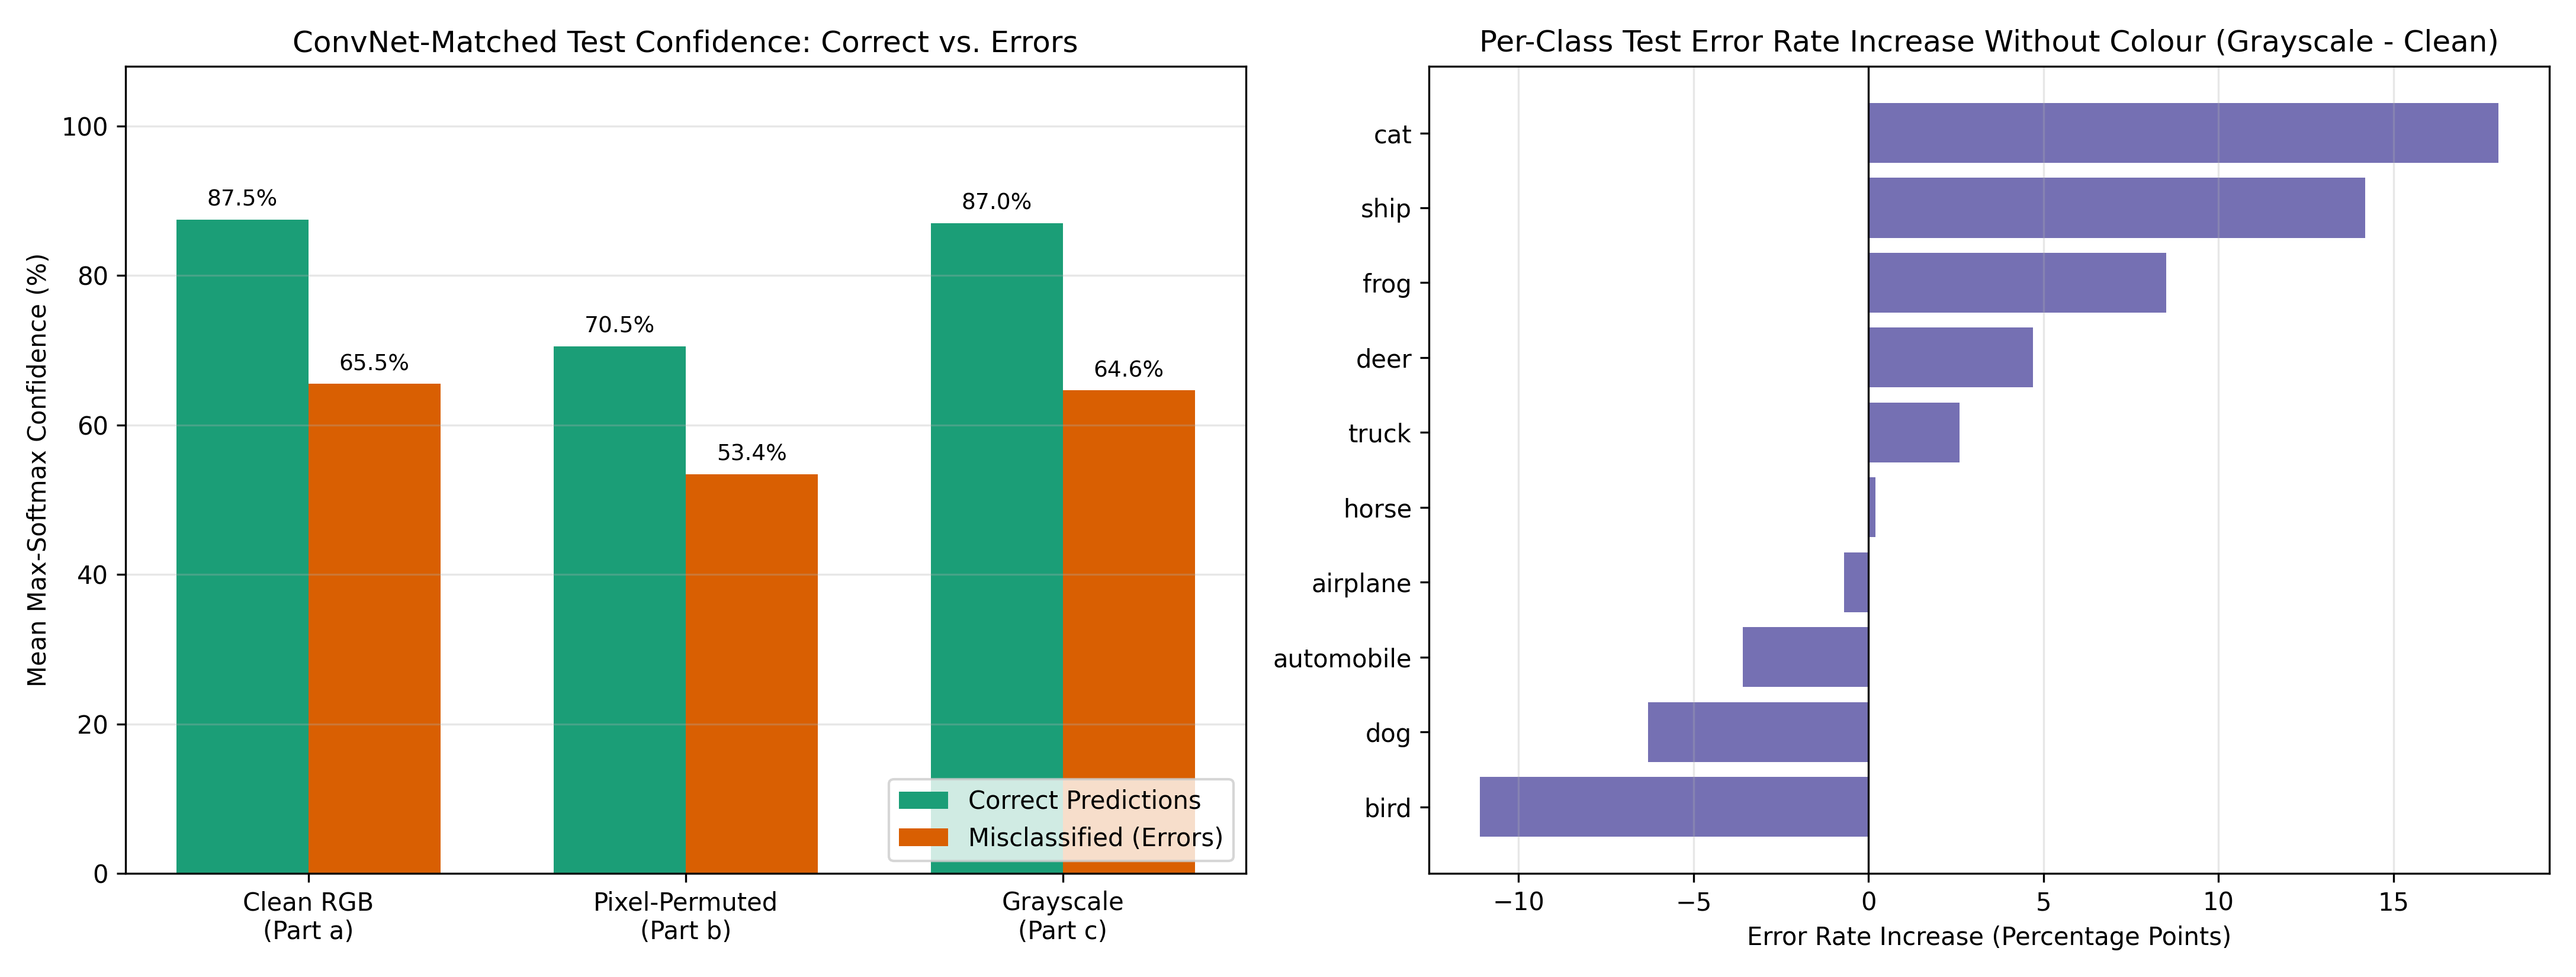 ConvNet-Matched Test Confidence: Correct vs. Errors
Mean Max-Softmax Confidence (%)
100
80
60
40
20
0
87.5%
65.5%
70.5%
53.4%
87.0%
64.6%
Correct Predictions
Misclassified (Errors)
Clean RGB
(Part a)
Pixel-Permuted
(Part b)
Grayscale
(Part c)
Per-Class Test Error Rate Increase Without Colour (Grayscale - Clean)
cat
ship
frog
deer
truck
horse
airplane
automobile
dog
bird
−10
−5
0
5
10
15
Error Rate Increase (Percentage Points)